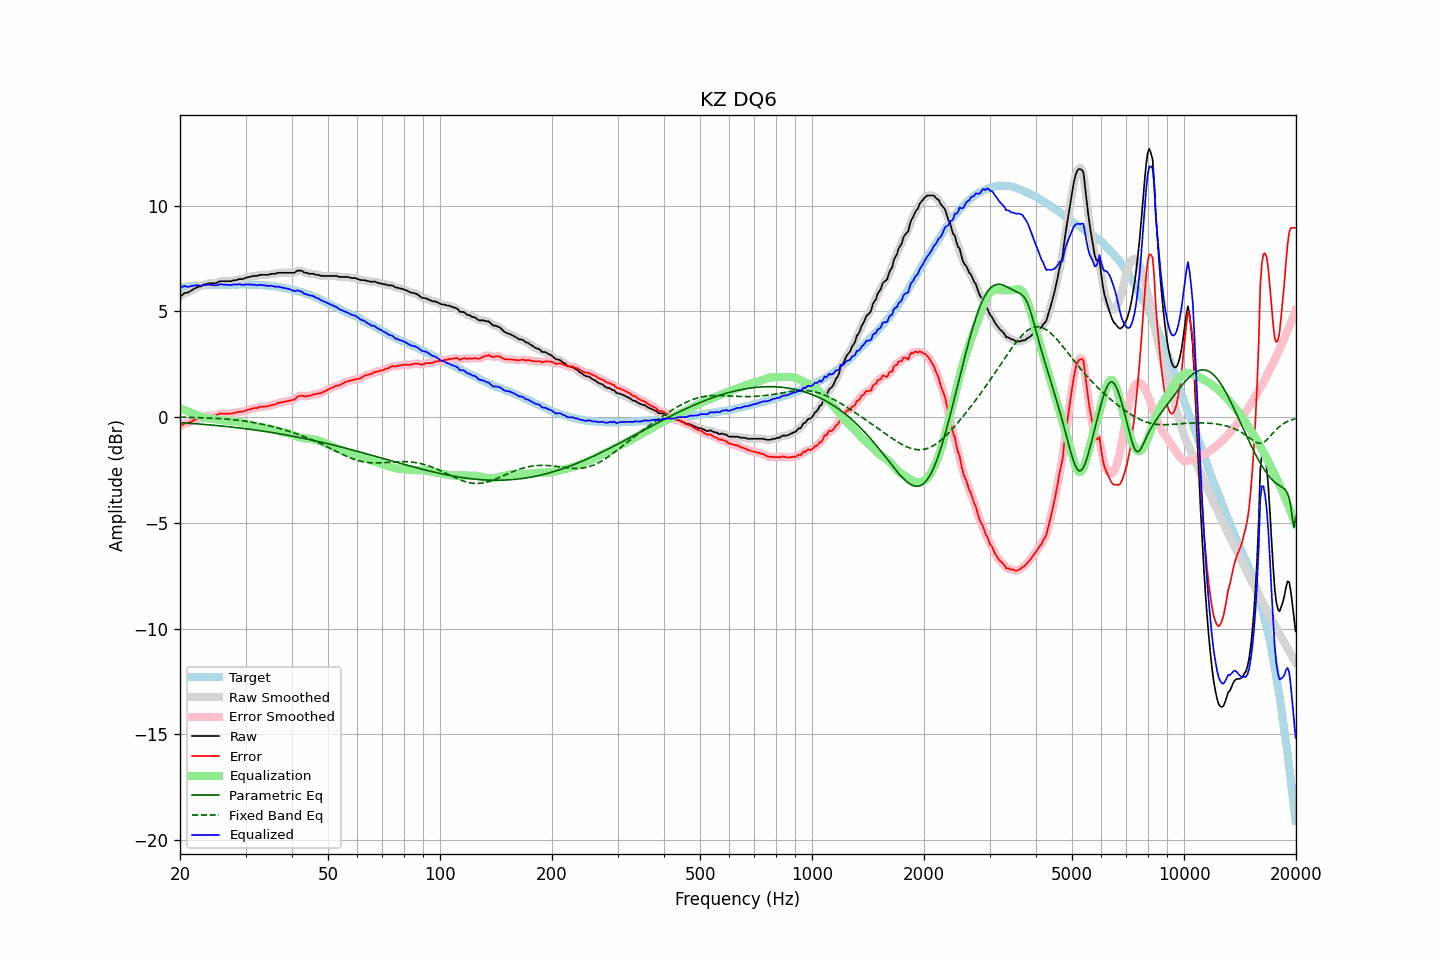 KZ DQ6
Amplitude (dBr)
10
5
0
−5
−10
−15
−20
Target
Raw Smoothed
Error Smoothed
Raw
Error
Equalization
Parametric Eq
Fixed Band Eq
Equalized
20 50 100 200 500 1000 2000 5000 10000 20000
Frequency (Hz)